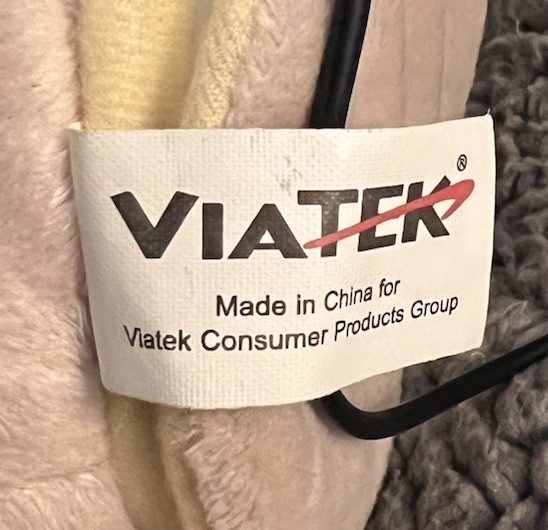 VIATEK®
Made in China for
Viatek Consumer Products Group